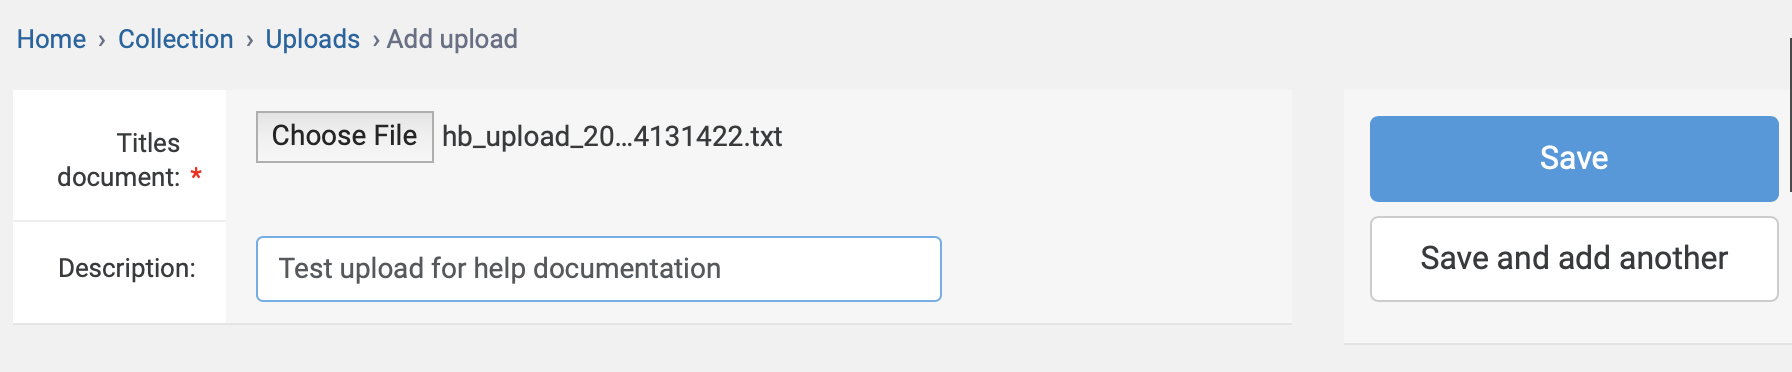 Home › Collection › Uploads › Add upload
Titles document: *
Choose File hb_upload_20...4131422.txt
Description:
Test upload for help documentation
Save
Save and add another